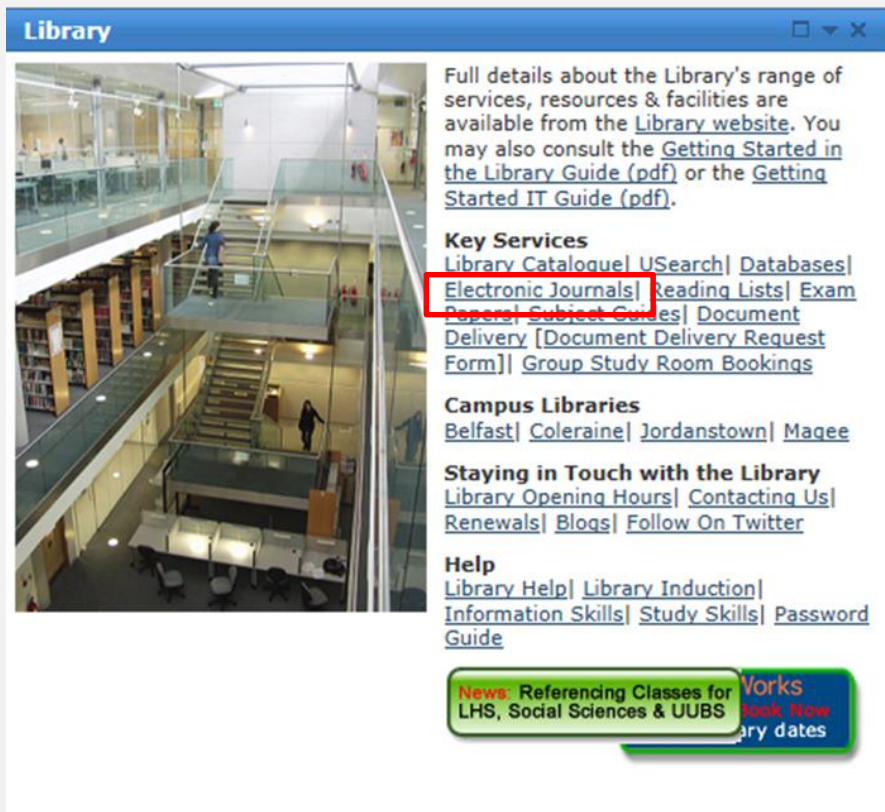 Library
Full details about the Library's range of
services, resources & facilities are
available from the Library website. You
may also consult the Getting Started in
the Library Guide (pdf) or the Getting
Started IT Guide (pdf).
Key Services
Library Catalogue| USearch| Databases|
Electronic Journals| Reading Lists| Exam
Papers| Subject Guides| Document
Delivery [Document Delivery Request
Form]| Group Study Room Bookings
Campus Libraries
Belfast| Coleraine| Jordanstown| Magee
Staying in Touch with the Library
Library Opening Hours| Contacting Us|
Renewals| Blogs| Follow On Twitter
Help
Library Help| Library Induction|
Information Skills| Study Skills| Password
Guide
News: Referencing Classes for
LHS, Social Sciences & UUBS
Works
Book Now
ary dates